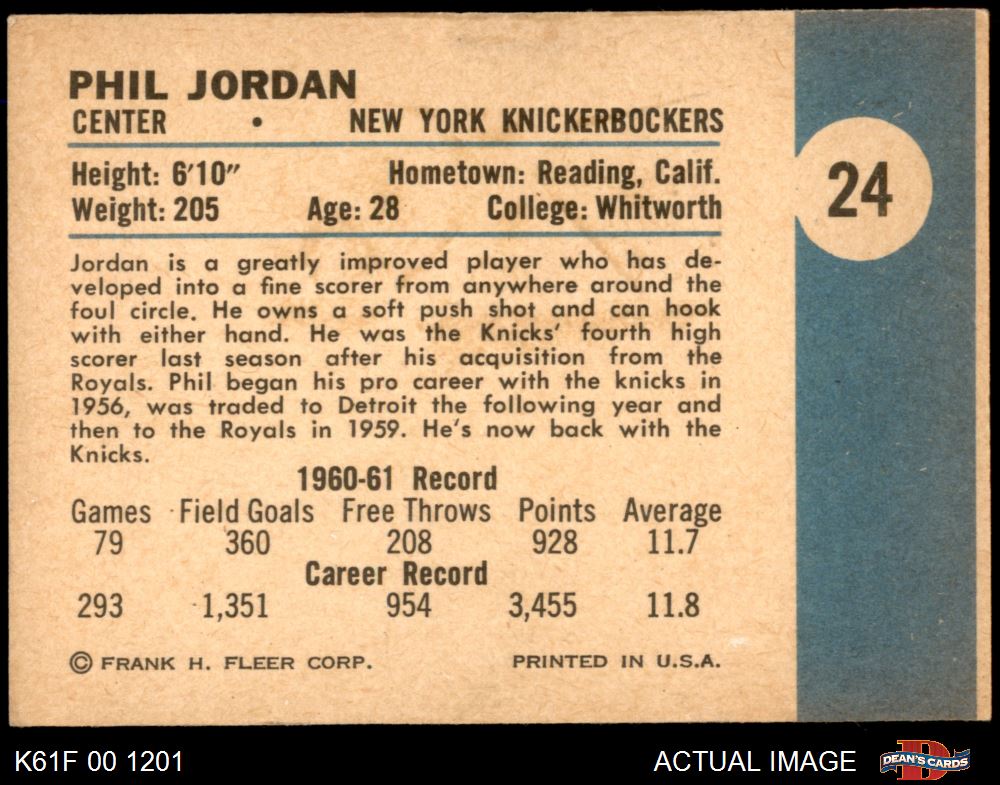 PHIL JORDAN
CENTER • NEW YORK KNICKERBOCKERS
Height: 6'10" Hometown: Reading, Calif.
Weight: 205 Age: 28 College: Whitworth
24
Jordan is a greatly improved player who has de-
veloped into a fine scorer from anywhere around the
foul circle. He owns a soft push shot and can hook
with either hand. He was the Knicks' fourth high
scorer last season after his acquisition from the
Royals. Phil began his pro career with the knicks in
1956, was traded to Detroit the following year and
then to the Royals in 1959. He's now back with the
Knicks.
1960-61 Record
Games Field Goals Free Throws Points Average
79 360 208 928 11.7
Career Record
293 1,351 954 3,455 11.8
© FRANK H. FLEER CORP. PRINTED IN U.S.A.
K61F 00 1201 ACTUAL IMAGE DEAN'S CARDS